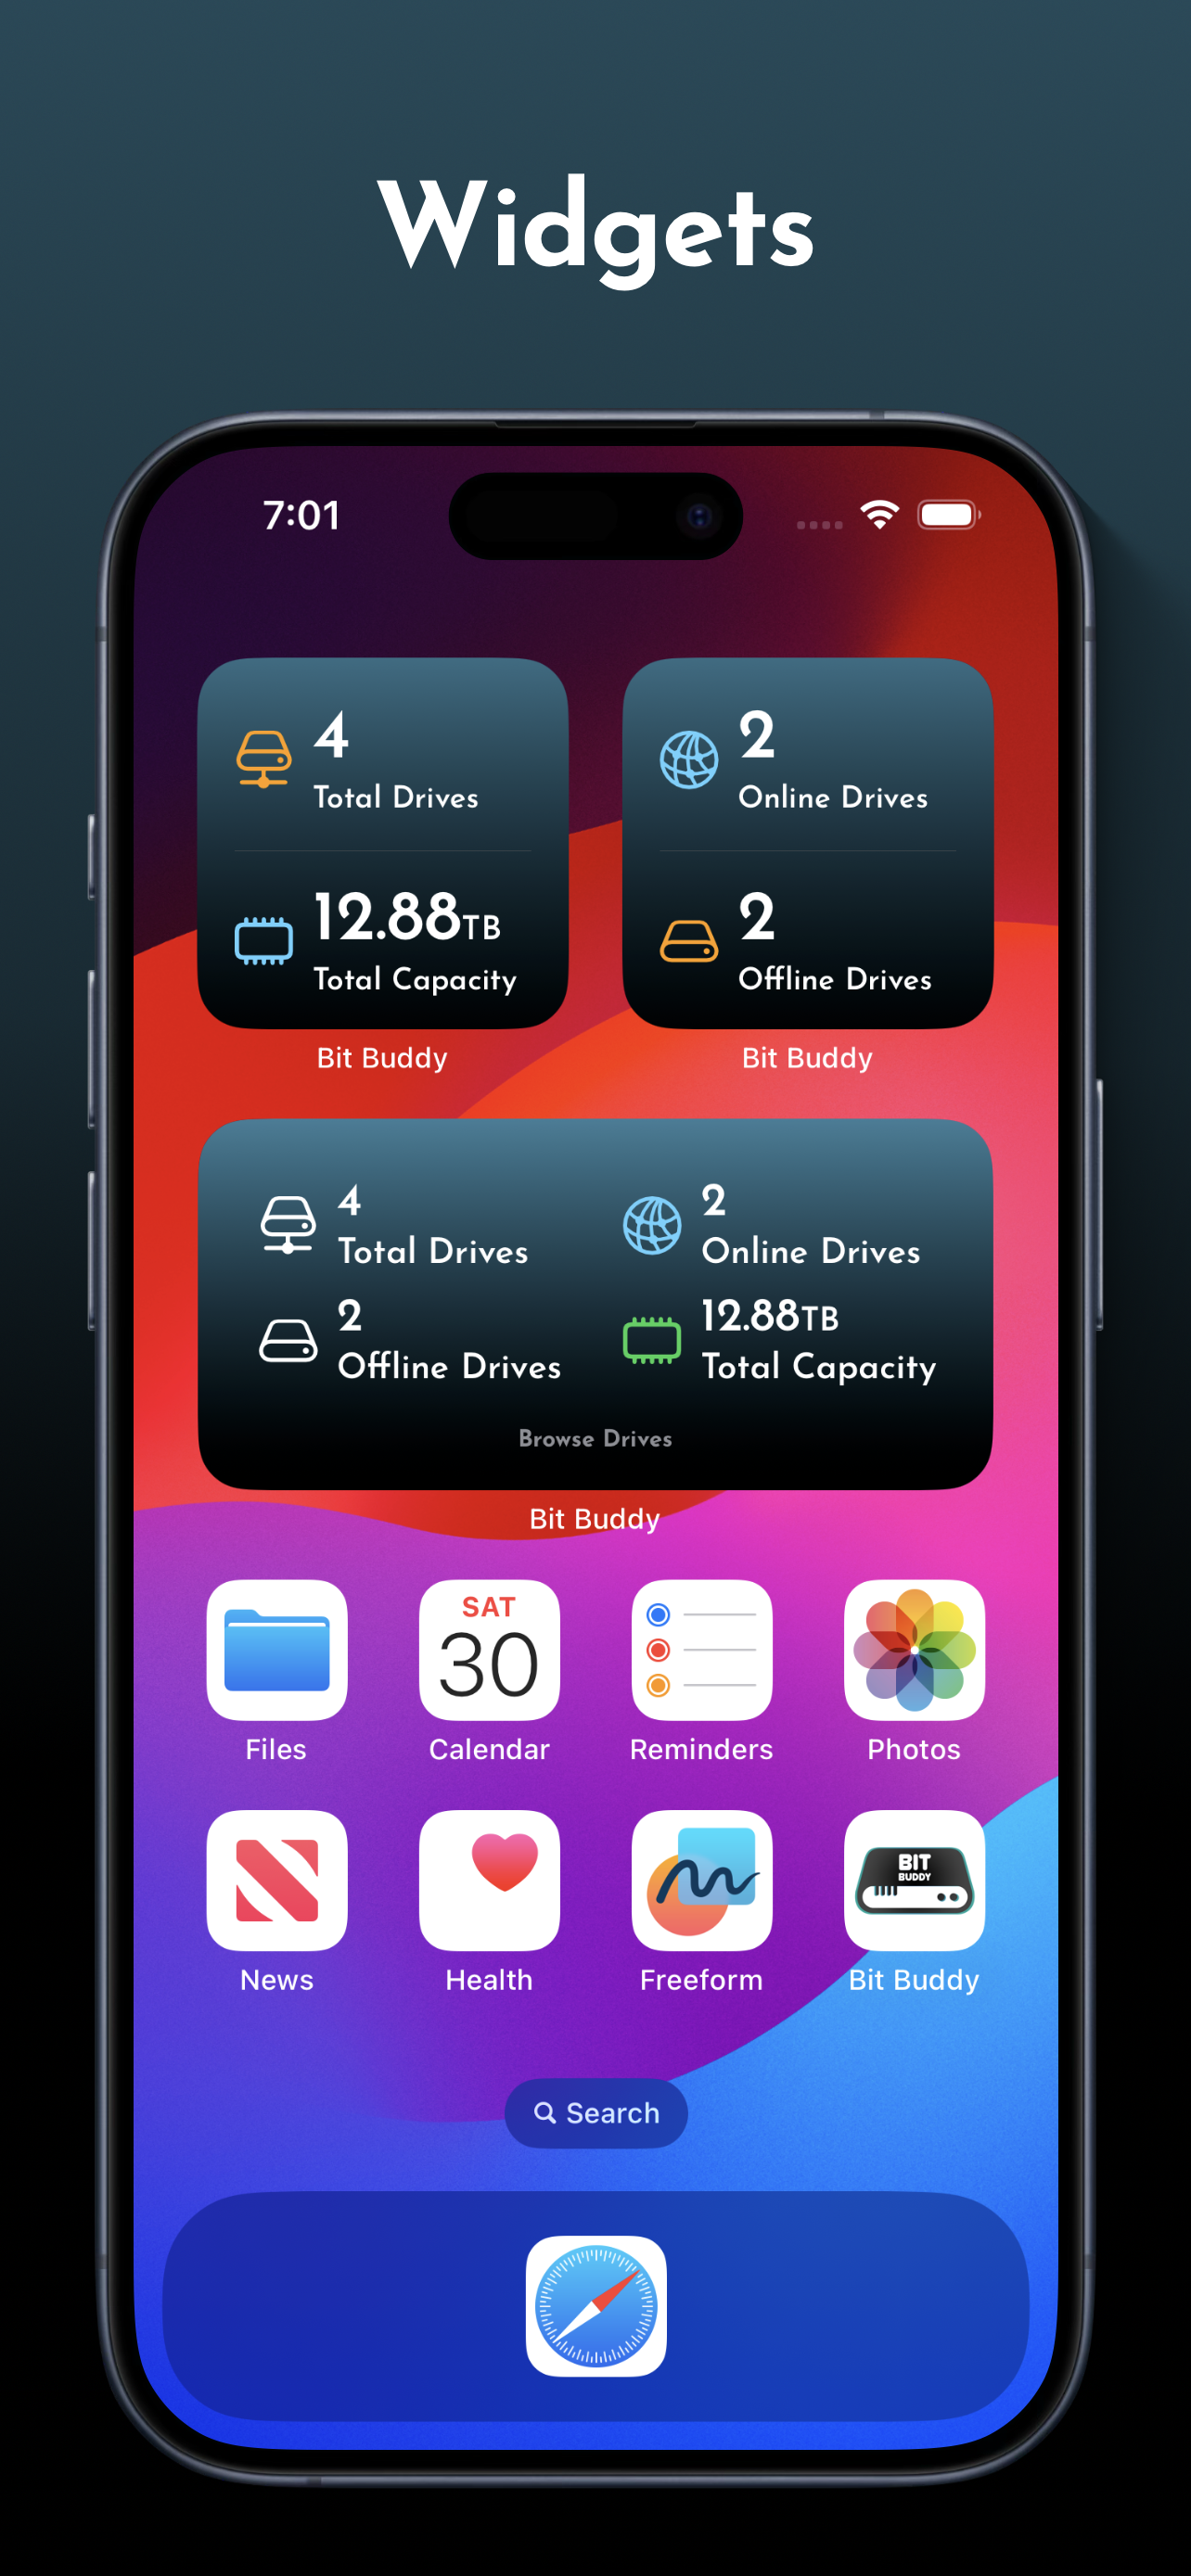 Widgets
7:01
4
Total Drives
12.88TB
Total Capacity
Bit Buddy
2
Online Drives
2
Offline Drives
Bit Buddy
4
Total Drives
2
Online Drives
2
Offline Drives
12.88TB
Total Capacity
Browse Drives
Bit Buddy
SAT
30
Files
Calendar
Reminders
Photos
BIT
BUDDY
News
Health
Freeform
Bit Buddy
Search